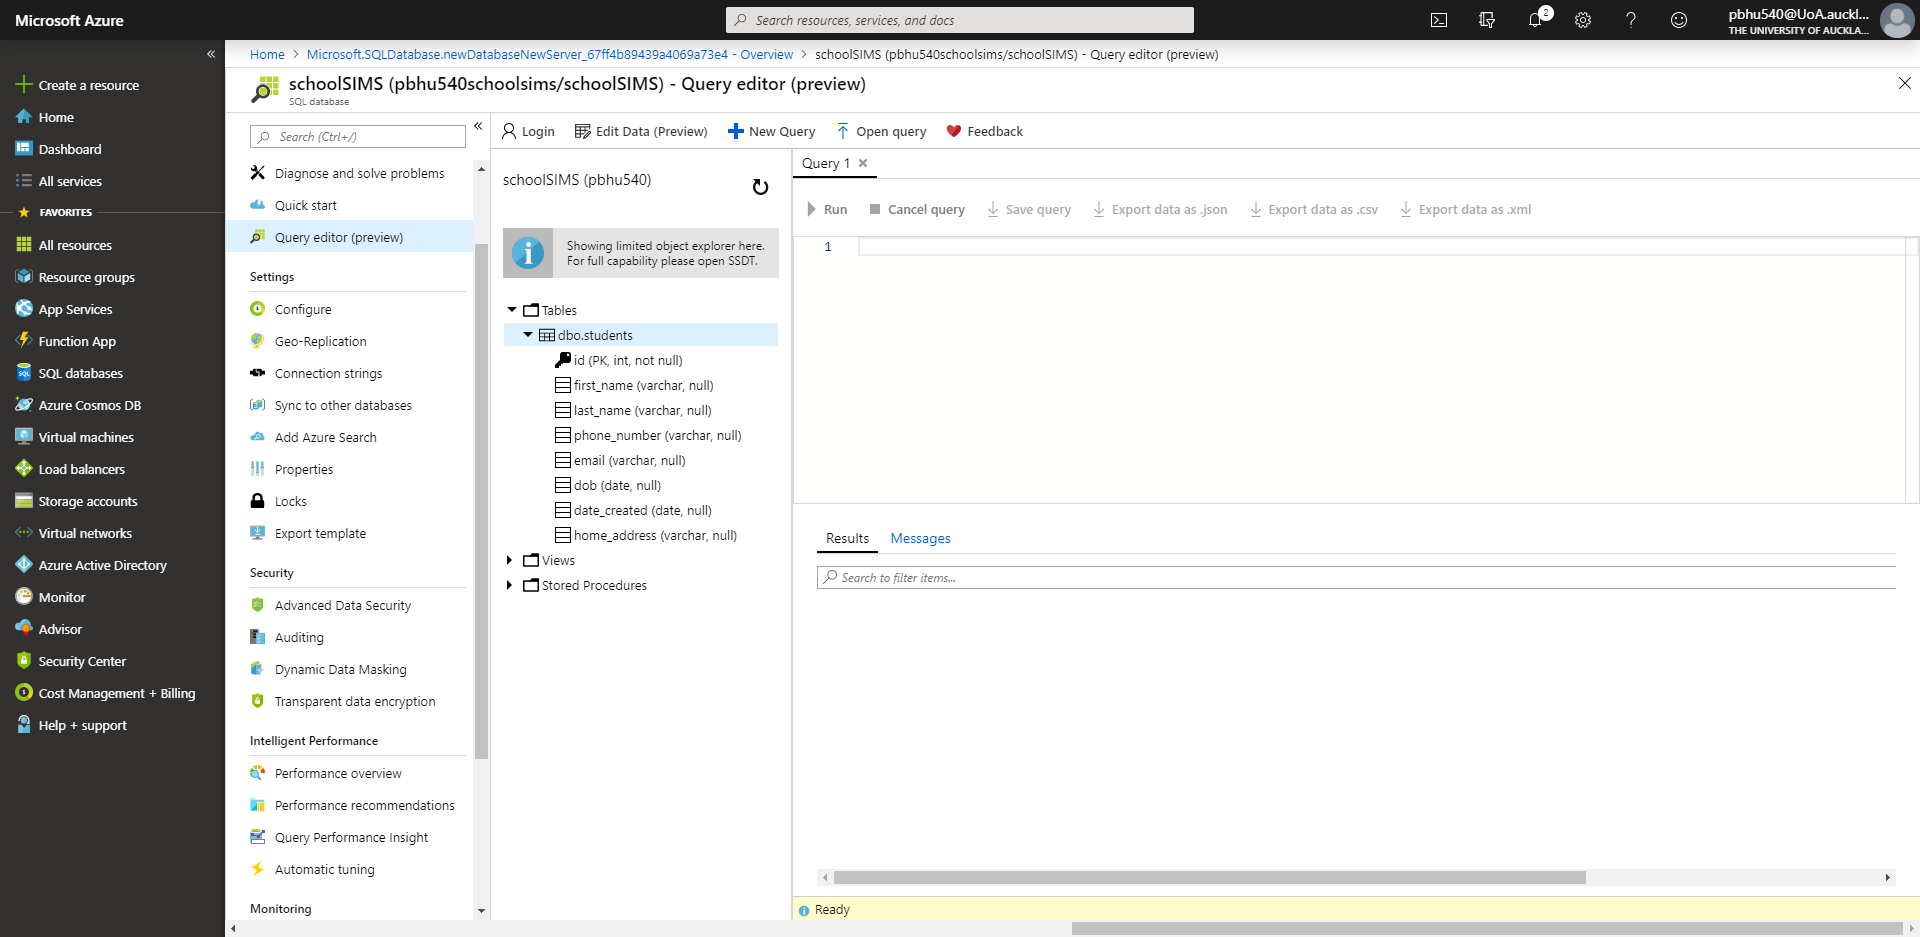 Microsoft Azure
Search resources, services, and docs
2
pbhu540@UoA.auckl...
THE UNIVERSITY OF AUCKLA...
«
Create a resource
Home
Dashboard
All services
FAVORITES
All resources
Resource groups
App Services
Function App
SQL databases
Azure Cosmos DB
Virtual machines
Load balancers
Storage accounts
Virtual networks
Azure Active Directory
Monitor
Advisor
Security Center
Cost Management + Billing
Help + support
Home > Microsoft.SQLDatabase.newDatabaseNewServer_67ff4b89439a4069a73e4 - Overview > schoolSIMS (pbhu540schoolsims/schoolSIMS) - Query editor (preview)
schoolSIMS (pbhu540schoolsims/schoolSIMS) - Query editor (preview)
SQL database
Search (Ctrl+/)
«
Diagnose and solve problems
Quick start
Query editor (preview)
Settings
Configure
Geo-Replication
Connection strings
Sync to other databases
Add Azure Search
Properties
Locks
Export template
Security
Advanced Data Security
Auditing
Dynamic Data Masking
Transparent data encryption
Intelligent Performance
Performance overview
Performance recommendations
Query Performance Insight
Automatic tuning
Monitoring
Login Edit Data (Preview) New Query Open query Feedback
schoolSIMS (pbhu540)
Showing limited object explorer here.
For full capability please open SSDT.
Tables
dbo.students
id (PK, int, not null)
first_name (varchar, null)
last_name (varchar, null)
phone_number (varchar, null)
email (varchar, null)
dob (date, null)
date_created (date, null)
home_address (varchar, null)
Views
Stored Procedures
Query 1
Run Cancel query Save query Export data as .json Export data as .csv Export data as .xml
1
Results Messages
Search to filter items...
Ready